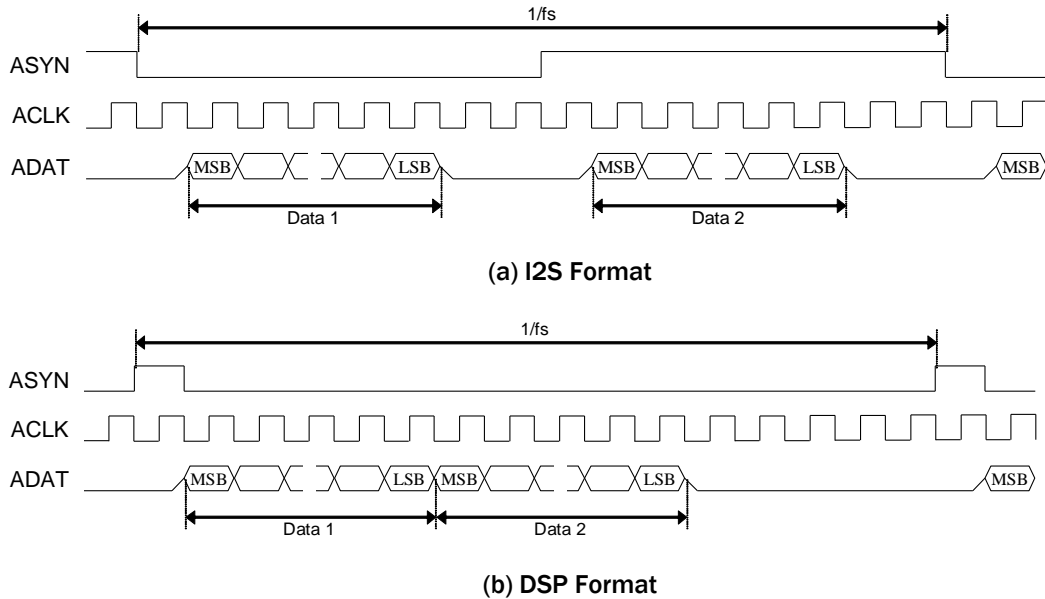 1/fs
ASYN
ACLK
ADAT MSB LSB MSB LSB MSB
Data 1 Data 2
(a) I2S Format
1/fs
ASYN
ACLK
ADAT MSB LSB MSB LSB MSB
Data 1 Data 2
(b) DSP Format